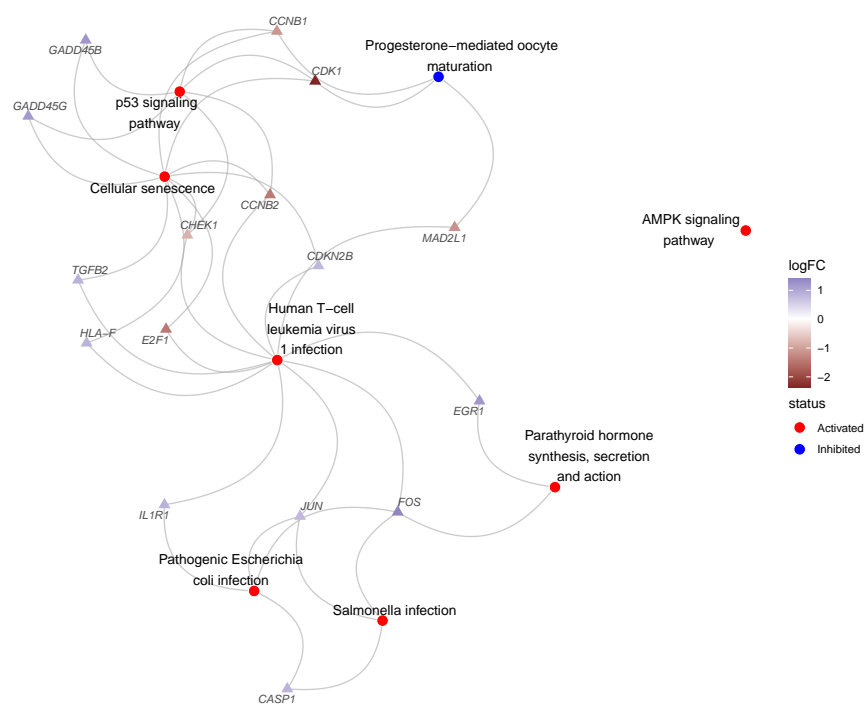 CCNB1
GADD45B
Progesterone−mediated oocyte
maturation
CDK1
GADD45G
p53 signaling
pathway
Cellular senescence
CCNB2
CHEK1
MAD2L1
AMPK signaling
pathway
CDKN2B
TGFB2
HLA−F
E2F1
Human T−cell
leukemia virus
1 infection
logFC
1
0
−1
−2
status
Activated
Inhibited
EGR1
Parathyroid hormone
synthesis, secretion
and action
IL1R1
JUN
FOS
Pathogenic Escherichia
coli infection
Salmonella infection
CASP1